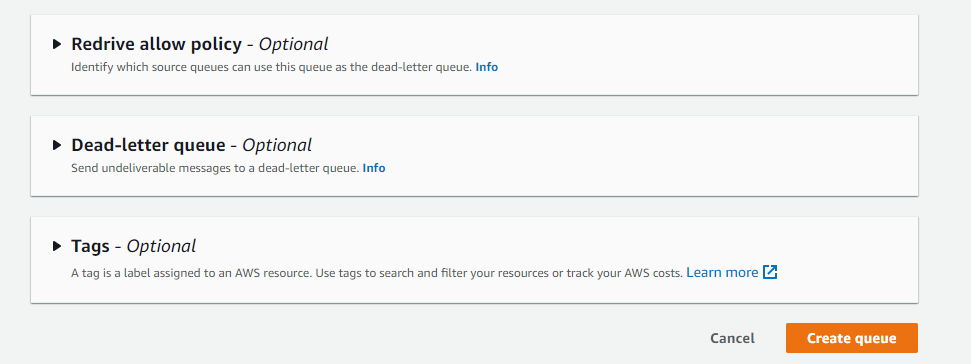 Redrive allow policy - Optional
Identify which source queues can use this queue as the dead-letter queue. Info
Dead-letter queue - Optional
Send undeliverable messages to a dead-letter queue. Info
Tags - Optional
A tag is a label assigned to an AWS resource. Use tags to search and filter your resources or track your AWS costs. Learn more
Cancel Create queue